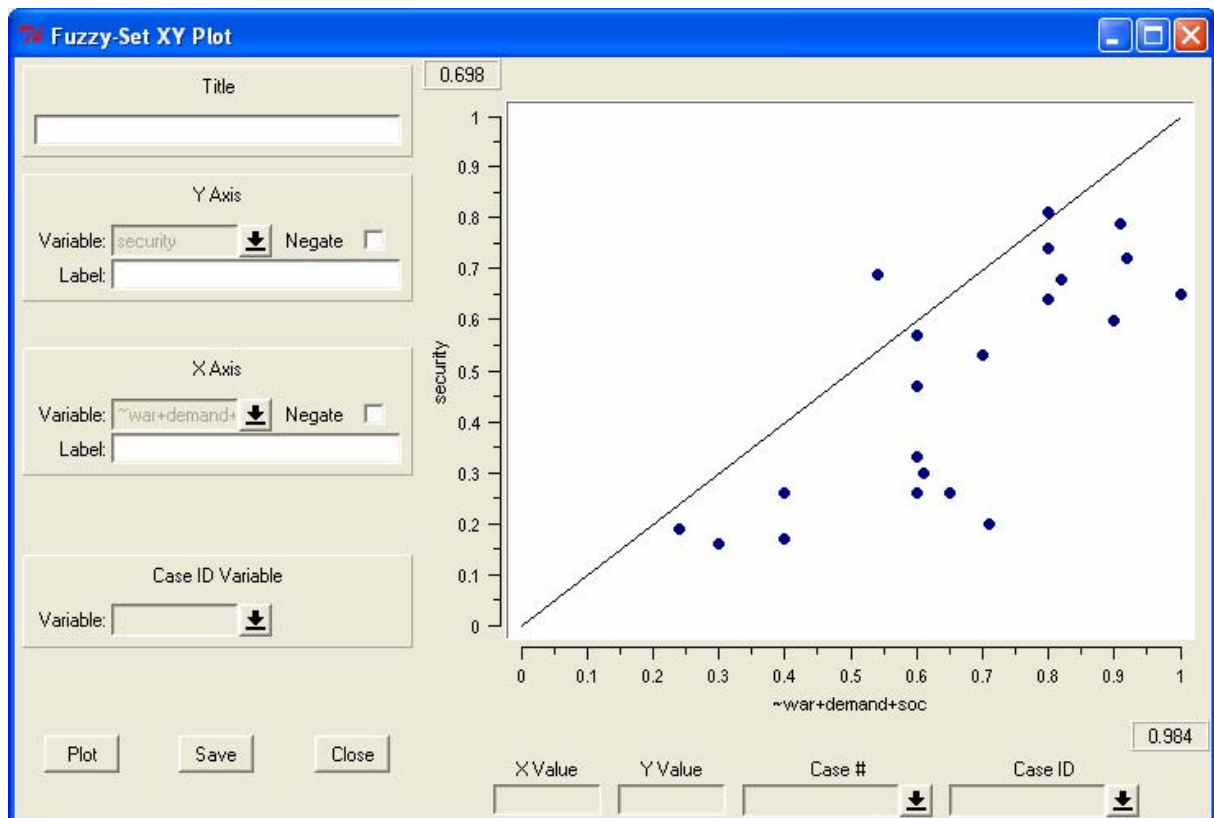 Fuzzy-Set XY Plot
Title
Y Axis
Variable: security Negate
Label:
X Axis
Variable: ~war+demand+ Negate
Label:
Case ID Variable
Variable:
Plot Save Close
0.698
1
0.9
0.8
0.7
0.6
0.5
0.4
0.3
0.2
0.1
0
security
0 0.1 0.2 0.3 0.4 0.5 0.6 0.7 0.8 0.9 1
~war+demand+soc
0.984
X Value Y Value Case # Case ID